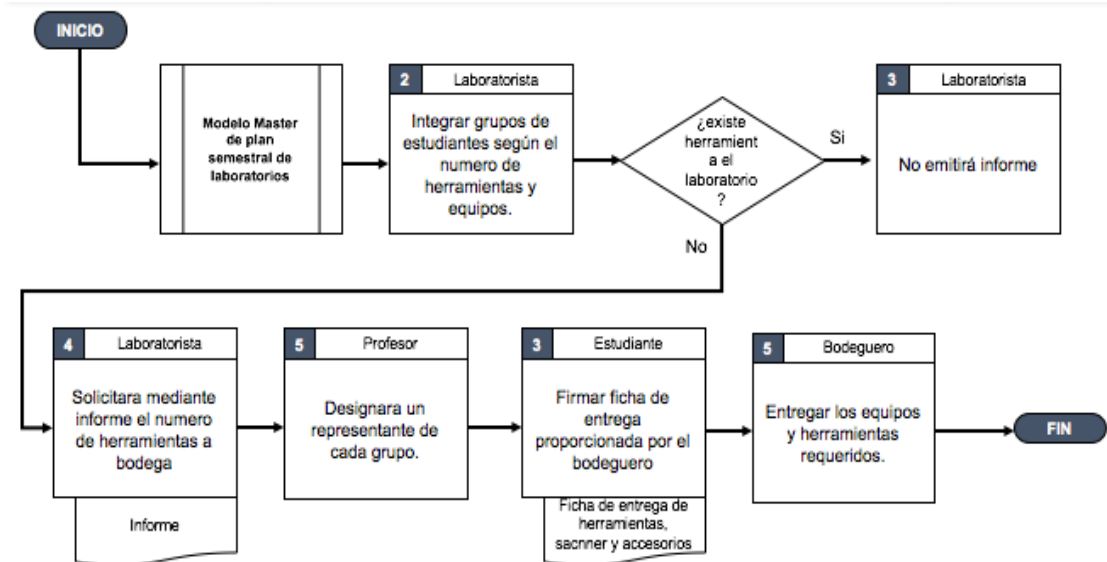 INICIO
Modelo Master
de plan
semestral de
laboratorios
2 Laboratorista
Integrar grupos de
estudiantes según el
numero de
herramientas y
equipos.
¿existe
herramient
a el
laboratorio
?
Si
No
3 Laboratorista
No emitirá informe
4 Laboratorista
Solicitara mediante
informe el numero
de herramientas a
bodega
Informe
5 Profesor
Designara un
representante de
cada grupo.
3 Estudiante
Firmar ficha de
entrega
proporcionada por el
bodeguero
Ficha de entrega de
herramientas,
sacnner y accesorios
5 Bodeguero
Entregar los equipos
y herramientas
requeridos.
FIN